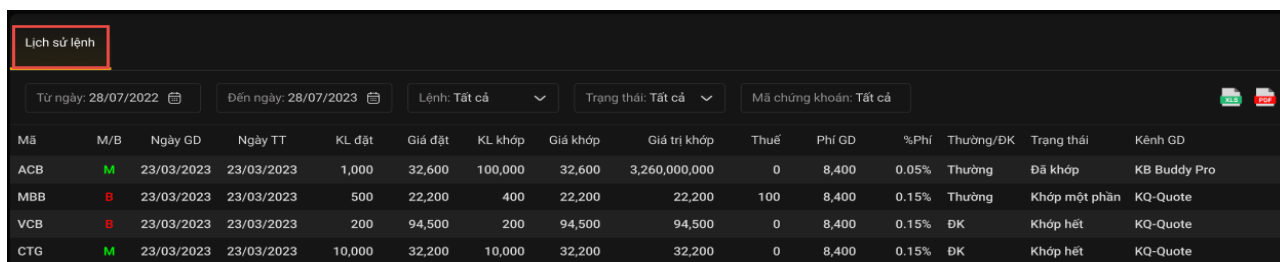 Lịch sử lệnh
Từ ngày: 28/07/2022 Đến ngày: 28/07/2023 Lệnh: Tất cả Trạng thái: Tất cả Mã chứng khoán: Tất cả XLS PDF
Mã M/B Ngày GD Ngày TT KL đặt Giá đặt KL khớp Giá khớp Giá trị khớp Thuế Phí GD %Phí Thường/ĐK Trạng thái Kênh GD
ACB M 23/03/2023 23/03/2023 1,000 32,600 100,000 32,600 3,260,000,000 0 8,400 0.05% Thường Đã khớp KB Buddy Pro
MBB B 23/03/2023 23/03/2023 500 22,200 400 22,200 22,200 100 8,400 0.15% Thường Khớp một phần KQ-Quote
VCB B 23/03/2023 23/03/2023 200 94,500 200 94,500 94,500 0 8,400 0.15% ĐK Khớp hết KQ-Quote
CTG M 23/03/2023 23/03/2023 10,000 32,200 10,000 32,200 32,200 0 8,400 0.15% ĐK Khớp hết KQ-Quote